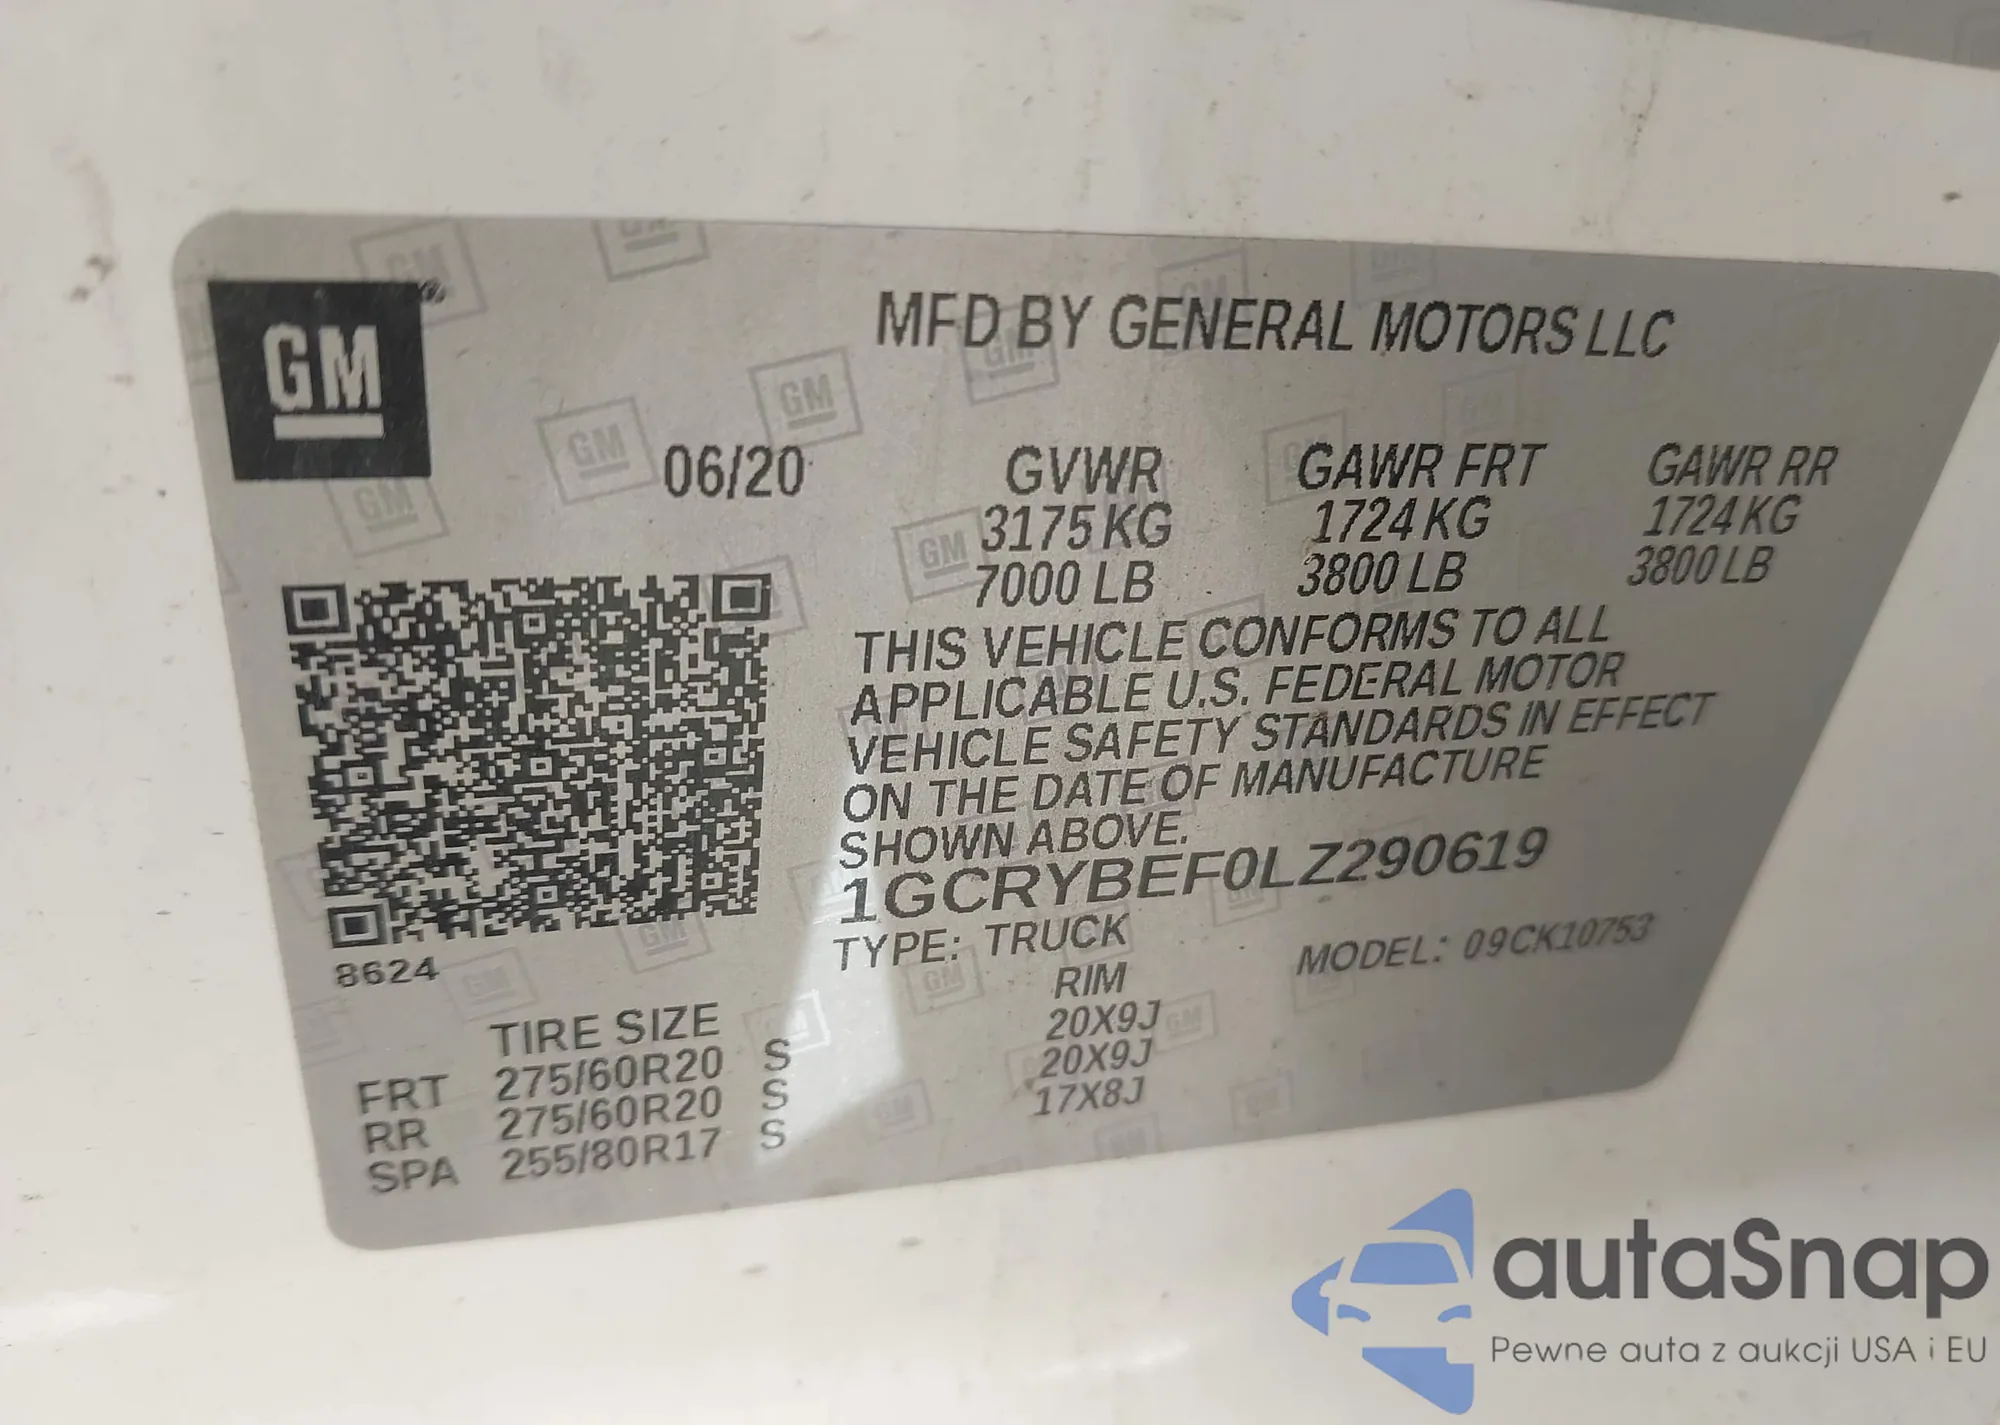 GM
MFD BY GENERAL MOTORS LLC
06/20
GVWR GAWR FRT GAWR RR
3175 KG 1724 KG 1724 KG
7000 LB 3800 LB 3800 LB
THIS VEHICLE CONFORMS TO ALL
APPLICABLE U.S. FEDERAL MOTOR
VEHICLE SAFETY STANDARDS IN EFFECT
ON THE DATE OF MANUFACTURE
SHOWN ABOVE.
1GCRYBEF0LZ290619
TYPE: TRUCK MODEL: 09CK10753
8624
TIRE SIZE RIM
FRT 275/60R20 S 20X9J
RR 275/60R20 S 20X9J
SPA 255/80R17 S 17X8J
autaSnap
Pewne auta z aukcji USA i EU